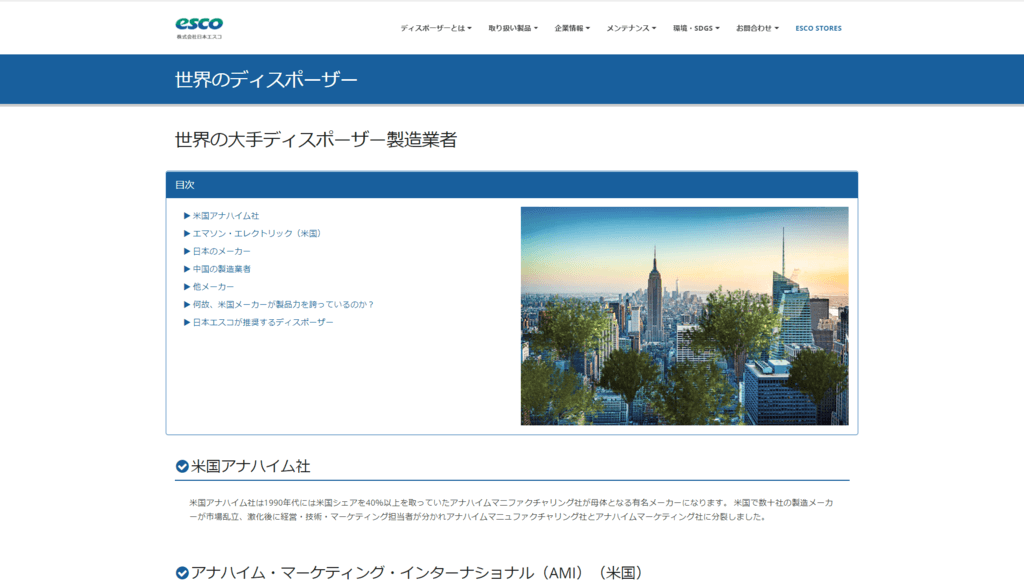 esco
株式会社日本エスコ
ディスポーザーとは 取り扱い製品 企業情報 メンテナンス 環境・SDGS お問合わせ ESCO STORES
世界のディスポーザー
世界の大手ディスポーザー製造業者
目次
米国アナハイム社
エマソン・エレクトリック（米国）
日本のメーカー
中国の製造業者
他メーカー
何故、米国メーカーが製品力を誇っているのか？
日本エスコが推奨するディスポーザー
米国アナハイム社
米国アナハイム社は1990年代には米国シェアを40%以上を取っていたアナハイムマニファクチャリング社が母体となる有名メーカーになります。 米国で数十社の製造メーカ
ーが市場乱立、激化後に経営・技術・マーケティング担当者が分かれアナハイムマニュファクチャリング社とアナハイムマーケティング社に分裂しました。
アナハイム・マーケティング・インターナショナル（AMI）（米国）